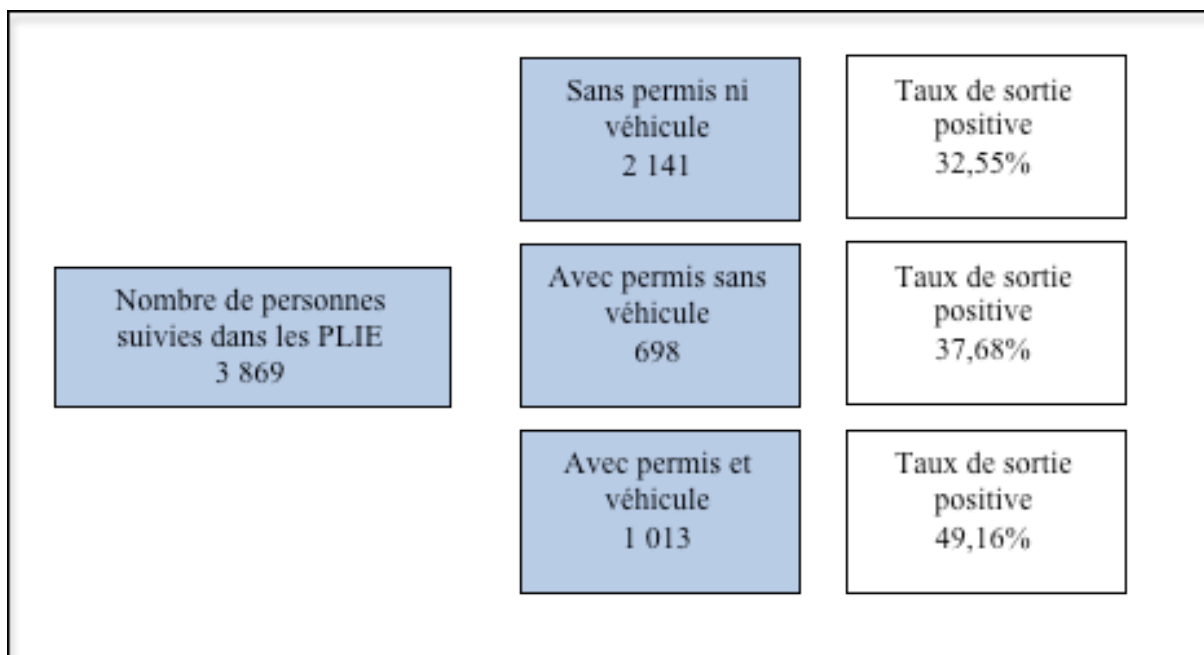 Nombre de personnes
suivies dans les PLIE
3 869
Sans permis ni
véhicule
2 141
Taux de sortie
positive
32,55%
Avec permis sans
véhicule
698
Taux de sortie
positive
37,68%
Avec permis et
véhicule
1 013
Taux de sortie
positive
49,16%